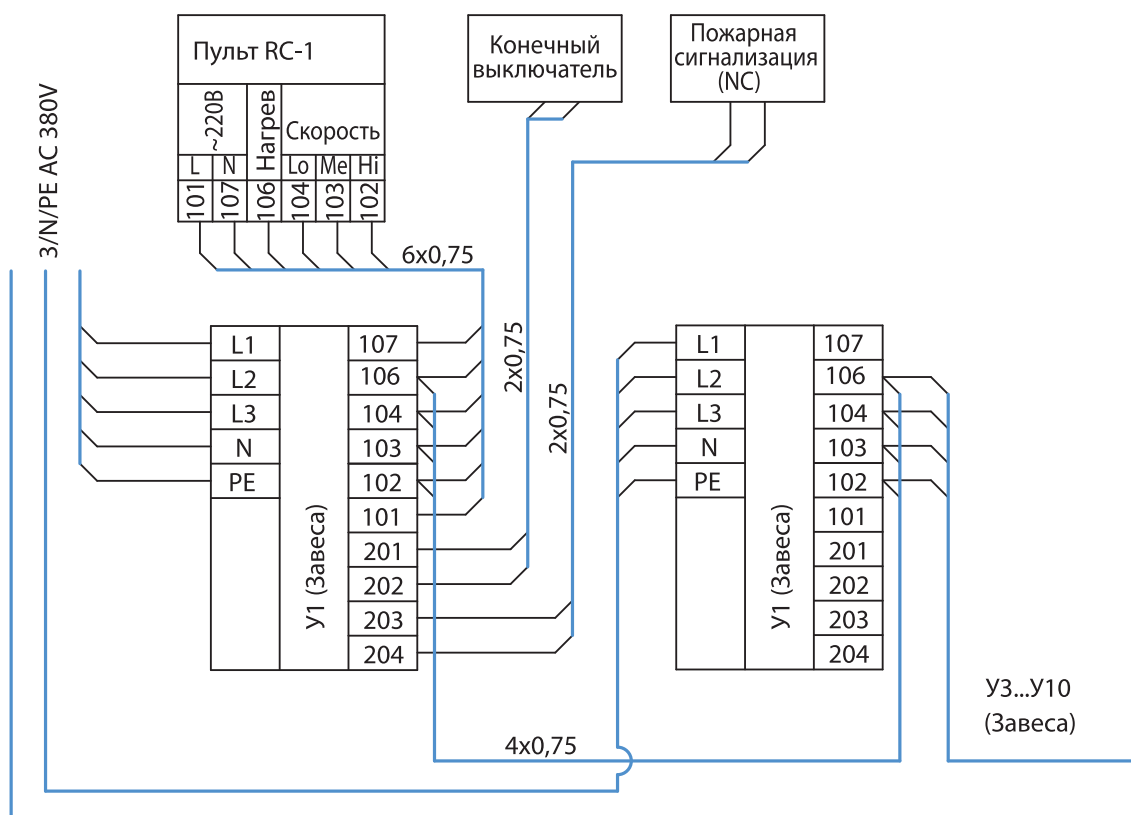 Пульт RC-1
~220В
Нагрев
Скорость
L N Lo Me Hi
101 107 106 104 103 102
Конечный
выключатель
Пожарная
сигнализация
(NC)
3/N/PE AC 380V
6x0,75
2x0,75
2x0,75
L1 107
L2 106
L3 104
N 103
PE 102
101
201
202
203
204
У1 (Завеса)
L1 107
L2 106
L3 104
N 103
PE 102
101
201
202
203
204
У1 (Завеса)
4x0,75
У3...У10
(Завеса)